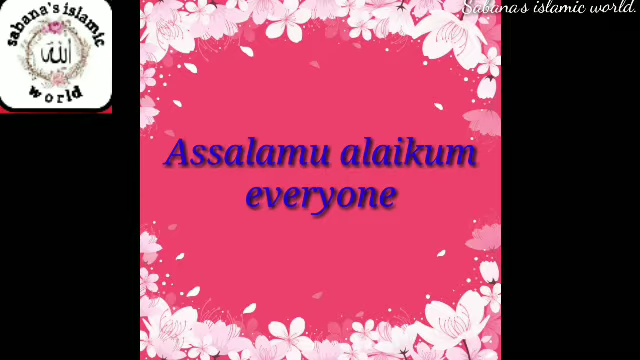 sabana's islamic
الله
world
Sabana's islamic world.
Assalamu alaikum
everyone